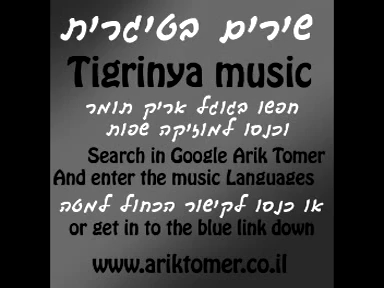 שירים בטיגרית
Tigrinya music
חפשו בגוגל אריק תומר
וכנסו למוזיקה שפות
Search in Google Arik Tomer
And enter the music Languages
או כנסו לקישור הכחול למטה
or get in to the blue link down
www.ariktomer.co.il